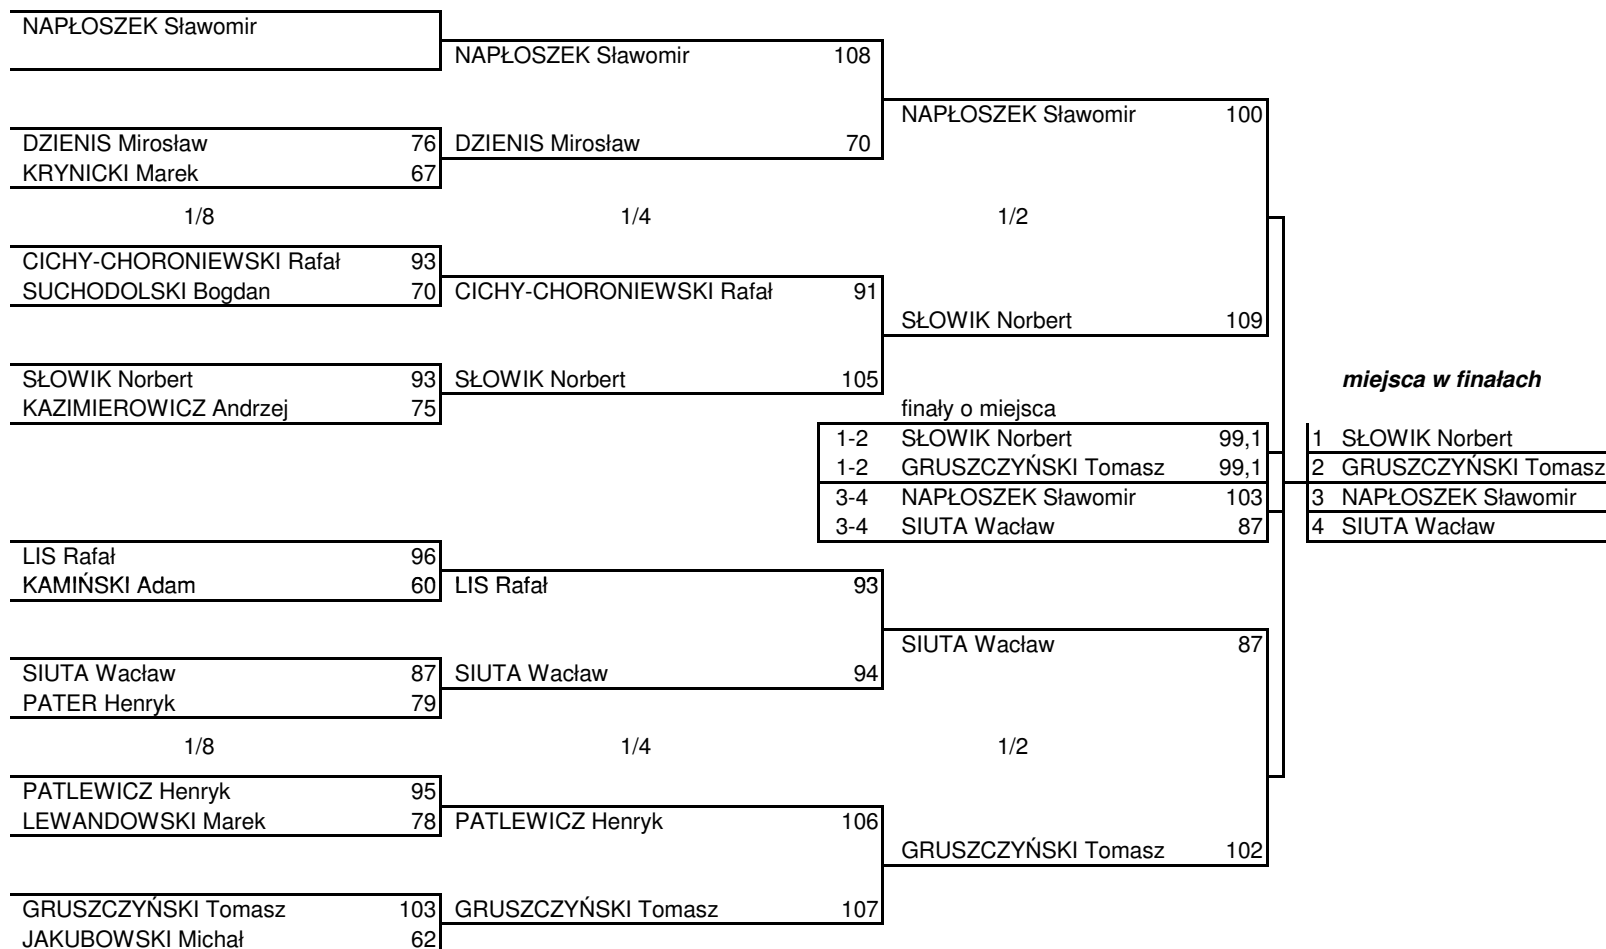 NAPŁOSZEK Sławomir
NAPŁOSZEK Sławomir 108
NAPŁOSZEK Sławomir 100
DZIENIS Mirosław 76 DZIENIS Mirosław 70
KRYNICKI Marek 67
1/8 1/4 1/2
CICHY-CHORONIEWSKI Rafał 93
SUCHODOLSKI Bogdan 70 CICHY-CHORONIEWSKI Rafał 91
SŁOWIK Norbert 109
SŁOWIK Norbert 93 SŁOWIK Norbert 105 miejsca w finałach
KAZIMIEROWICZ Andrzej 75 finały o miejsca
1-2 SŁOWIK Norbert 99,1 1 SŁOWIK Norbert
1-2 GRUSZCZYŃSKI Tomasz 99,1 2 GRUSZCZYŃSKI Tomasz
3-4 NAPŁOSZEK Sławomir 103 3 NAPŁOSZEK Sławomir
3-4 SIUTA Wacław 87 4 SIUTA Wacław
LIS Rafał 96
KAMIŃSKI Adam 60 LIS Rafał 93
SIUTA Wacław 87
SIUTA Wacław 87 SIUTA Wacław 94
PATER Henryk 79
1/8 1/4 1/2
PATLEWICZ Henryk 95
LEWANDOWSKI Marek 78 PATLEWICZ Henryk 106
GRUSZCZYŃSKI Tomasz 102
GRUSZCZYŃSKI Tomasz 103 GRUSZCZYŃSKI Tomasz 107
JAKUBOWSKI Michał 62